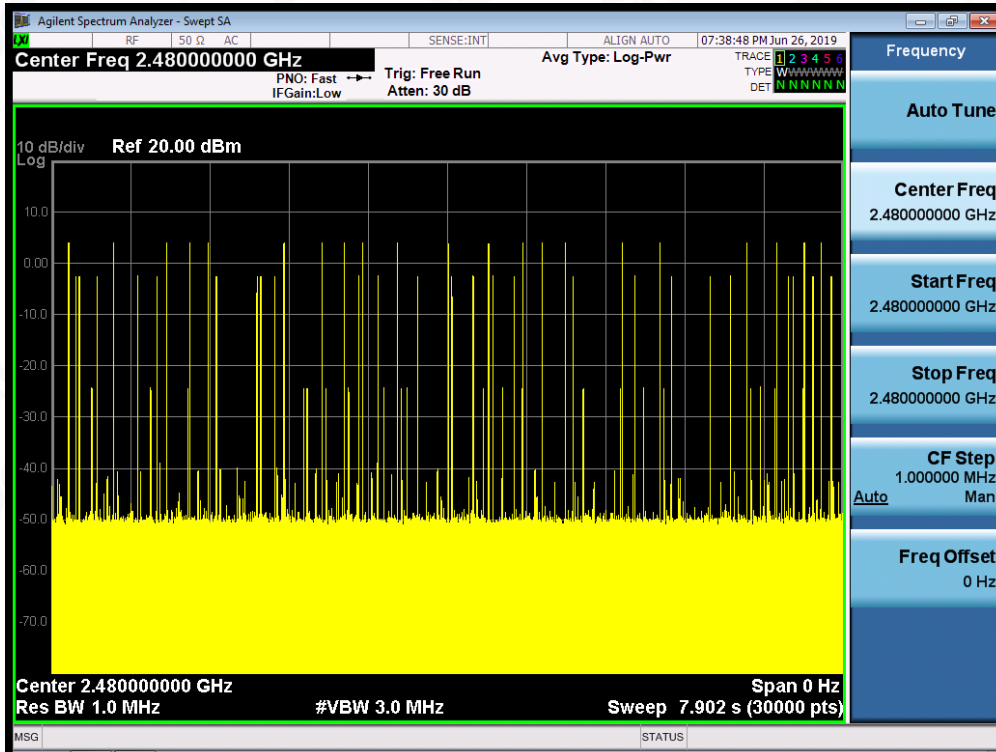 Agilent Spectrum Analyzer - Swept SA
LXI RF 50 Ω AC SENSE:INT ALIGN AUTO 07:38:48 PM Jun 26, 2019
Center Freq 2.480000000 GHz
PNO: Fast
IFGain:Low
Trig: Free Run
Atten: 30 dB
Avg Type: Log-Pwr
TRACE 1 2 3 4 5 6
TYPE WWWWWWW
DET N N N N N N
10 dB/div Ref 20.00 dBm
Log
10.0
0.00
-10.0
-20.0
-30.0
-40.0
-50.0
-60.0
-70.0
Center 2.480000000 GHz Span 0 Hz
Res BW 1.0 MHz #VBW 3.0 MHz Sweep 7.902 s (30000 pts)
MSG STATUS
Frequency
Auto Tune
Center Freq
2.480000000 GHz
Start Freq
2.480000000 GHz
Stop Freq
2.480000000 GHz
CF Step
1.000000 MHz
Auto Man
Freq Offset
0 Hz